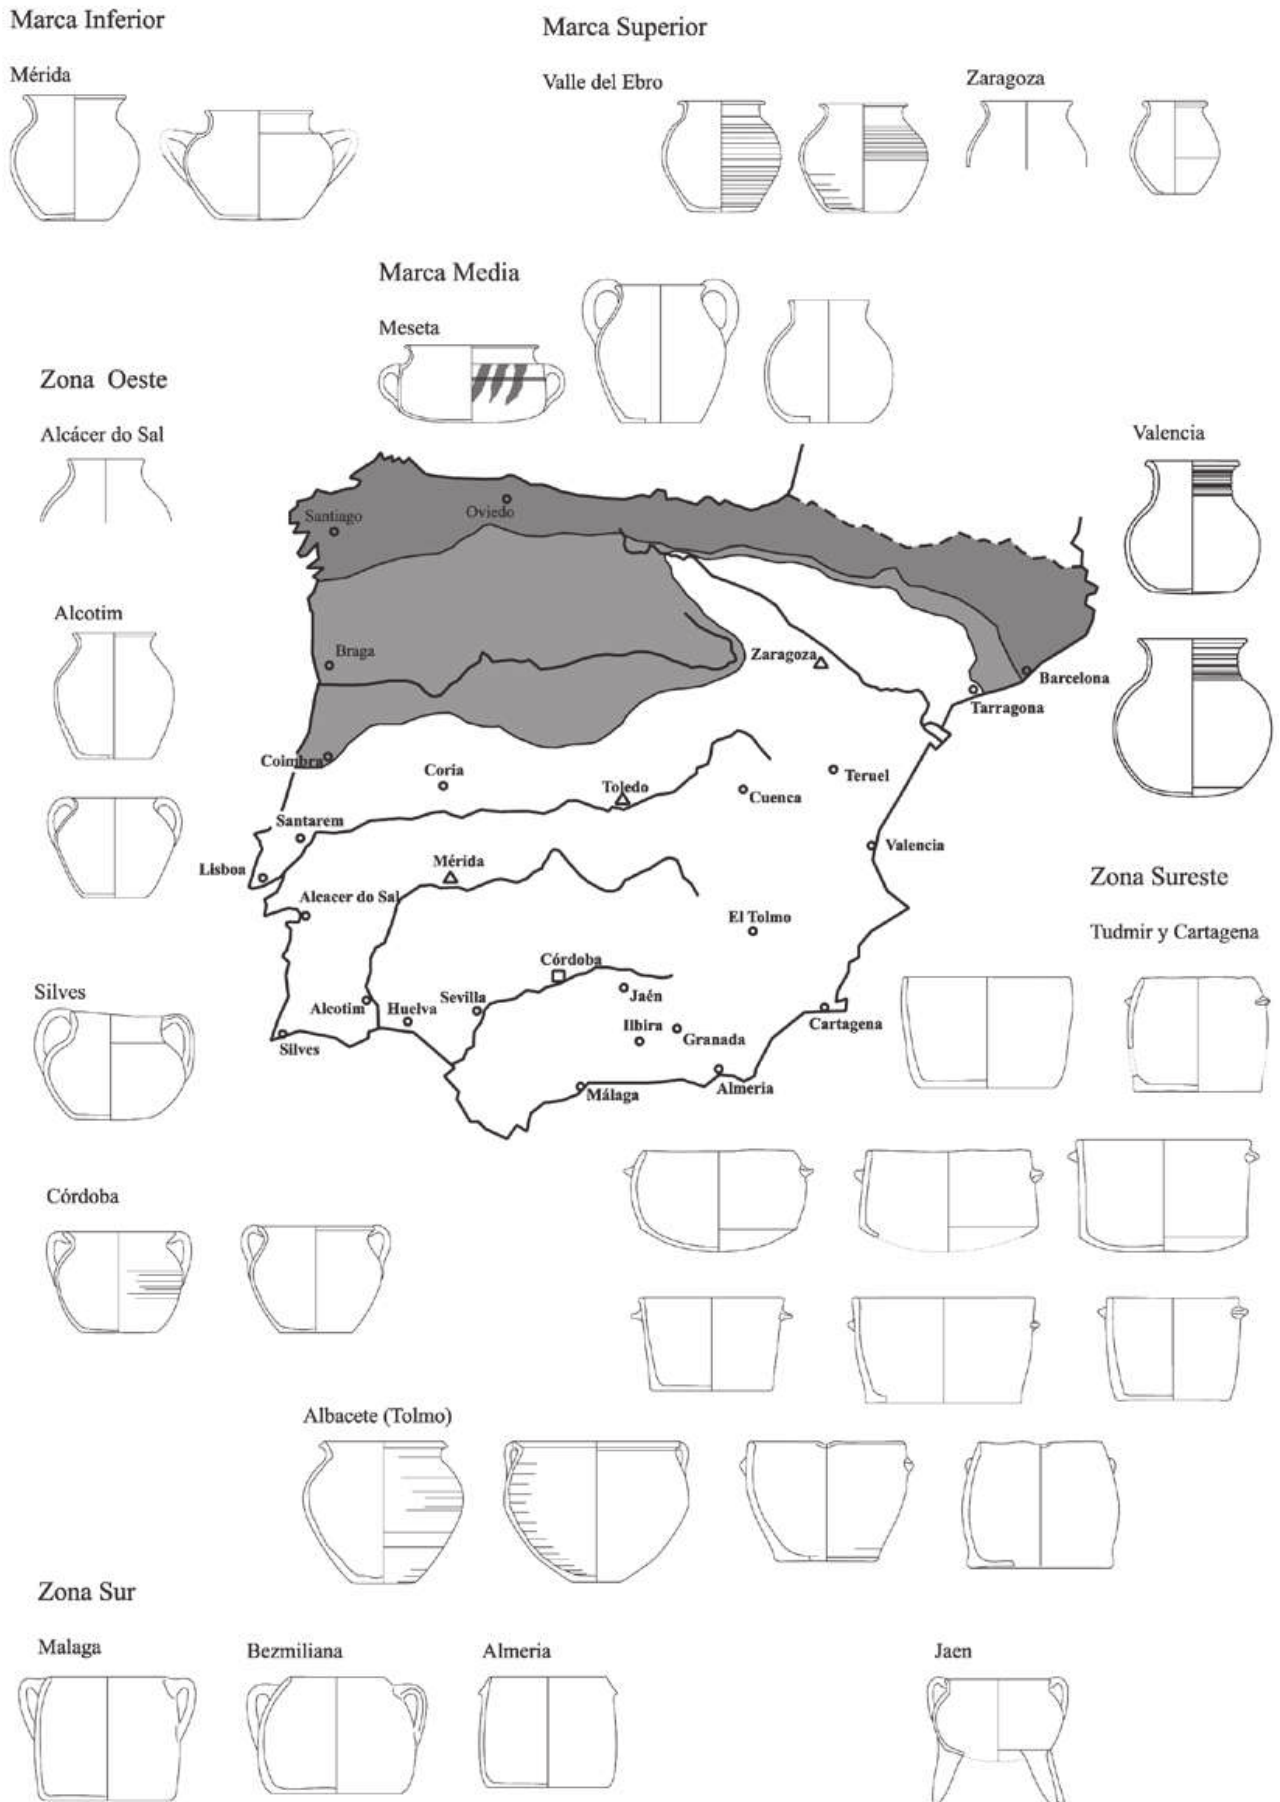 Marca Inferior
Marca Superior
Mérida
Valle del Ebro
Zaragoza
Marca Media
Meseta
Zona Oeste
Alcácer do Sal
Valencia
Santiago
Oviedo
Alcotim
Braga
Zaragoza
Barcelona
Tarragona
Coimbra
Coria
Toledo
Teruel
Cuenca
Santarem
Valencia
Lisboa
Mérida
Zona Sureste
Alcacer do Sal
El Tolmo
Tudmir y Cartagena
Córdoba
Silves
Alcotim
Huelva
Sevilla
Jaén
Ilbira
Granada
Cartagena
Silves
Málaga
Almeria
Córdoba
Albacete (Tolmo)
Zona Sur
Malaga
Bezmiliana
Almeria
Jaen